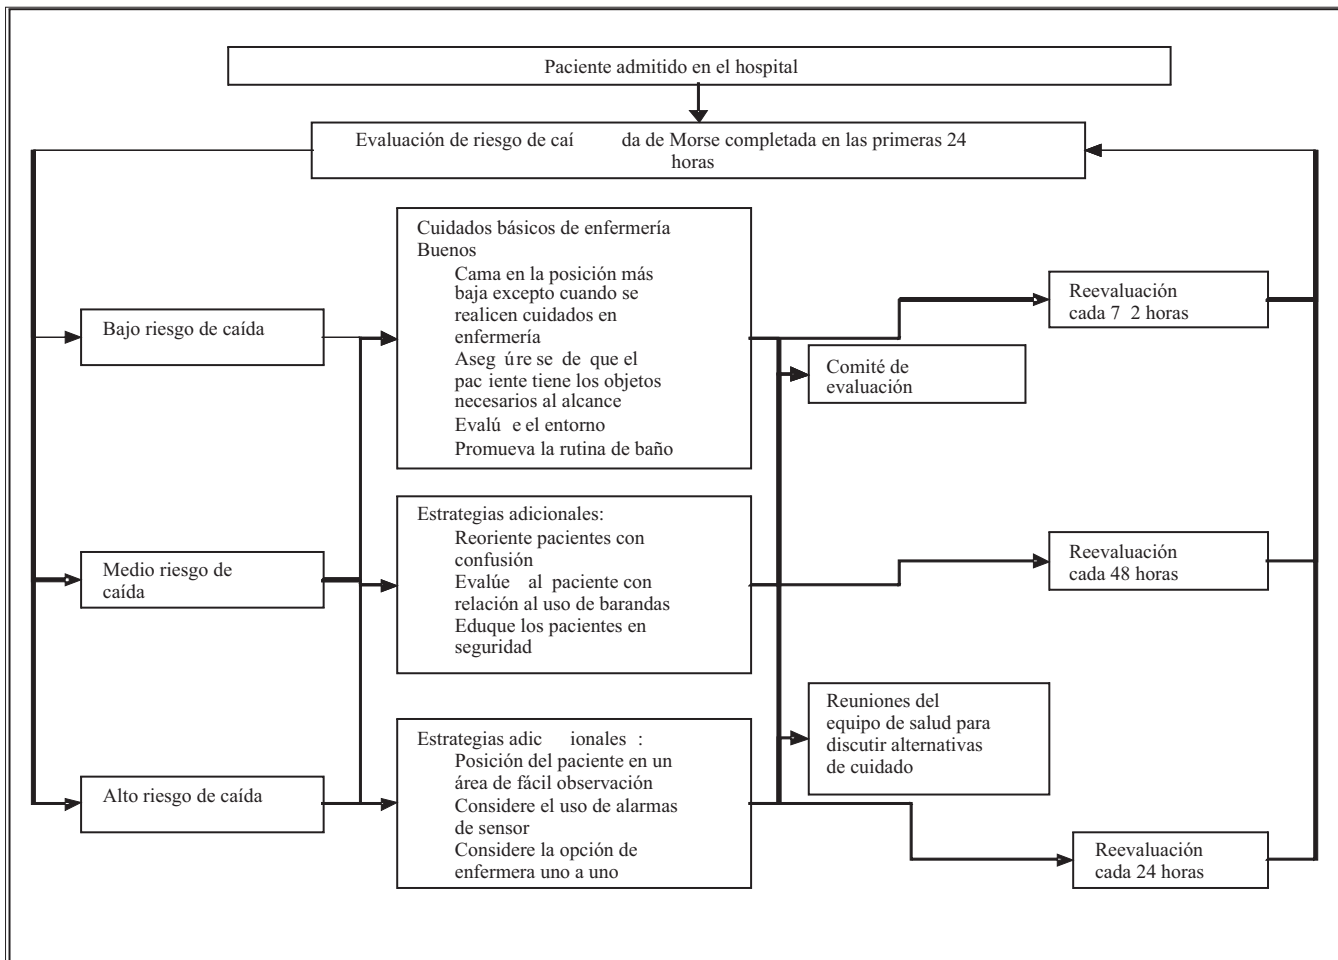 Paciente admitido en el hospital
Evaluación de riesgo de caí da de Morse completada en las primeras 24
horas
Bajo riesgo de caída
Cuidados básicos de enfermería
Buenos
Cama en la posición más
baja excepto cuando se
realicen cuidados en
enfermería
Aseg úre se de que el
pac iente tiene los objetos
necesarios al alcance
Evalú e el entorno
Promueva la rutina de baño
Reevaluación
cada 7 2 horas
Comité de
evaluación
Medio riesgo de
caída
Estrategias adicionales:
Reoriente pacientes con
confusión
Evalúe al paciente con
relación al uso de barandas
Eduque los pacientes en
seguridad
Reevaluación
cada 48 horas
Reuniones del
equipo de salud para
discutir alternativas
de cuidado
Alto riesgo de caída
Estrategias adic ionales :
Posición del paciente en un
área de fácil observación
Considere el uso de alarmas
de sensor
Considere la opción de
enfermera uno a uno
Reevaluación
cada 24 horas